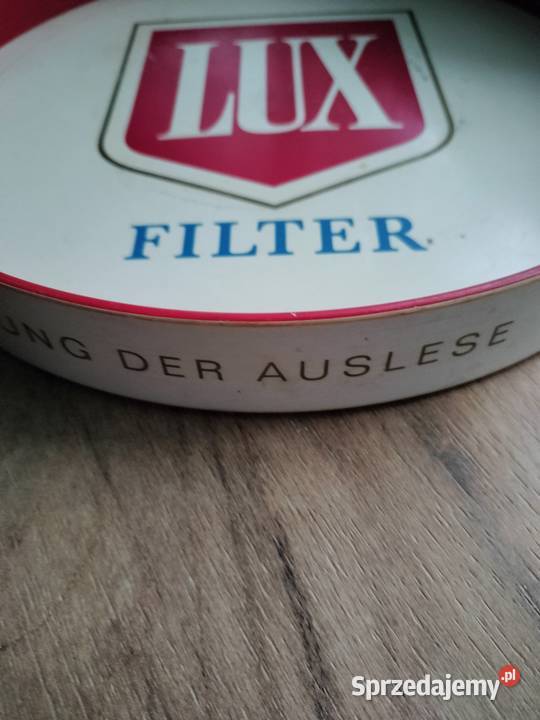 LUX
FILTER
UNG DER AUSLESE
Sprzedajemy.pl